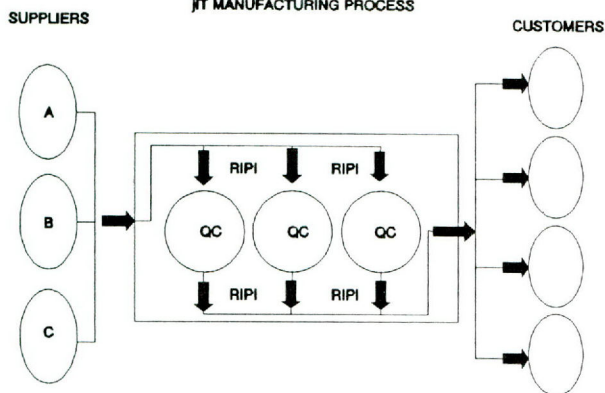 JIT MANUFACTURING PROCESS
SUPPLIERS
CUSTOMERS
A
RIPI RIPI
B
QC QC QC
RIPI RIPI
C